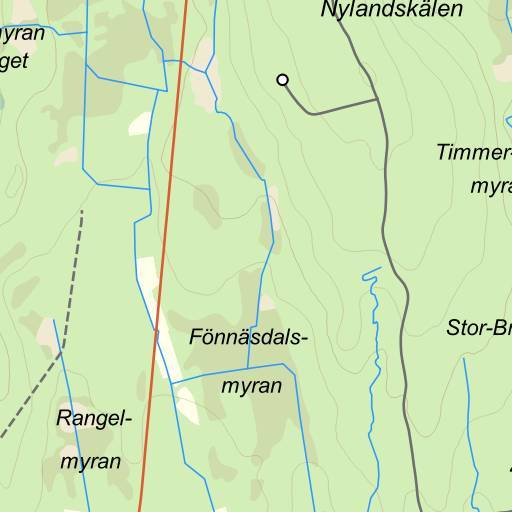 Nylandskälen
myran
get
Timmer-
myra
Stor-Br
Fönnäsdals-
myran
Rangel-
myran